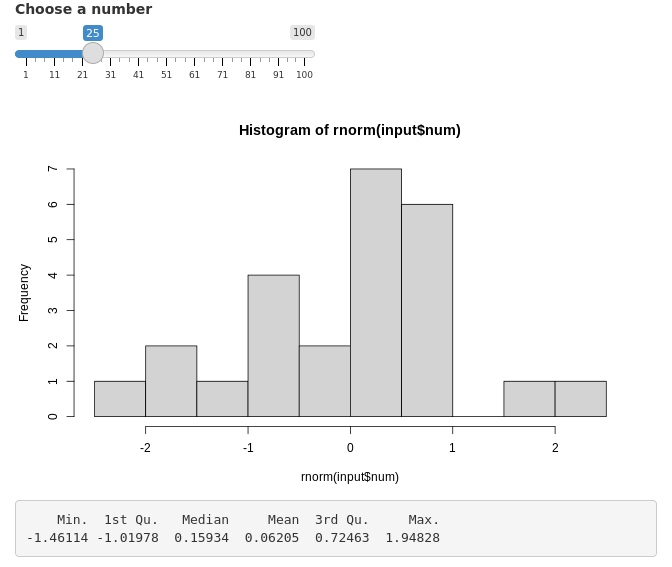 Choose a number
1 25 100
1 11 21 31 41 51 61 71 81 91 100
Histogram of rnorm(input$num)
Frequency
7
6
5
4
3
2
1
0
-2 -1 0 1 2
rnorm(input$num)
Min. 1st Qu. Median Mean 3rd Qu. Max.
-1.46114 -1.01978 0.15934 0.06205 0.72463 1.94828